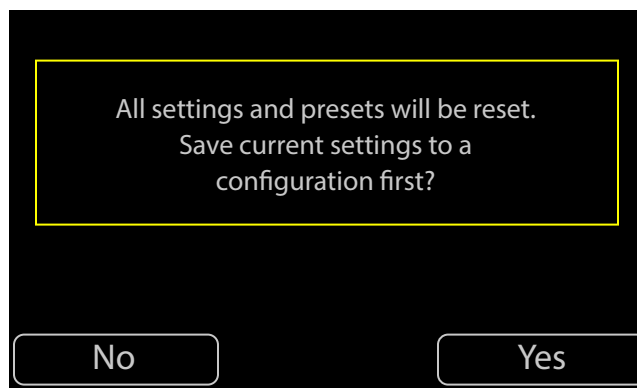 All settings and presets will be reset.
Save current settings to a
configuration first?
No
Yes